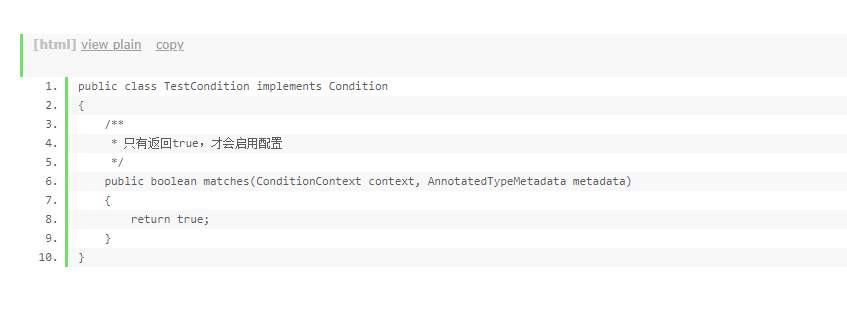 [html] view plain copy
1. public class TestCondition implements Condition
2. {
3.     /**
4.      * 只有返回true，才会启用配置
5.      */
6.     public boolean matches(ConditionContext context, AnnotatedTypeMetadata metadata)
7.     {
8.         return true;
9.     }
10. }